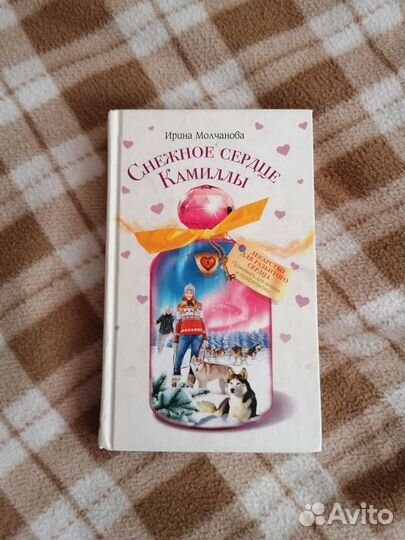 Ирина Молчанова
Снежное сердце
Камиллы
Лекарство
для разбитого
сердца
Avito